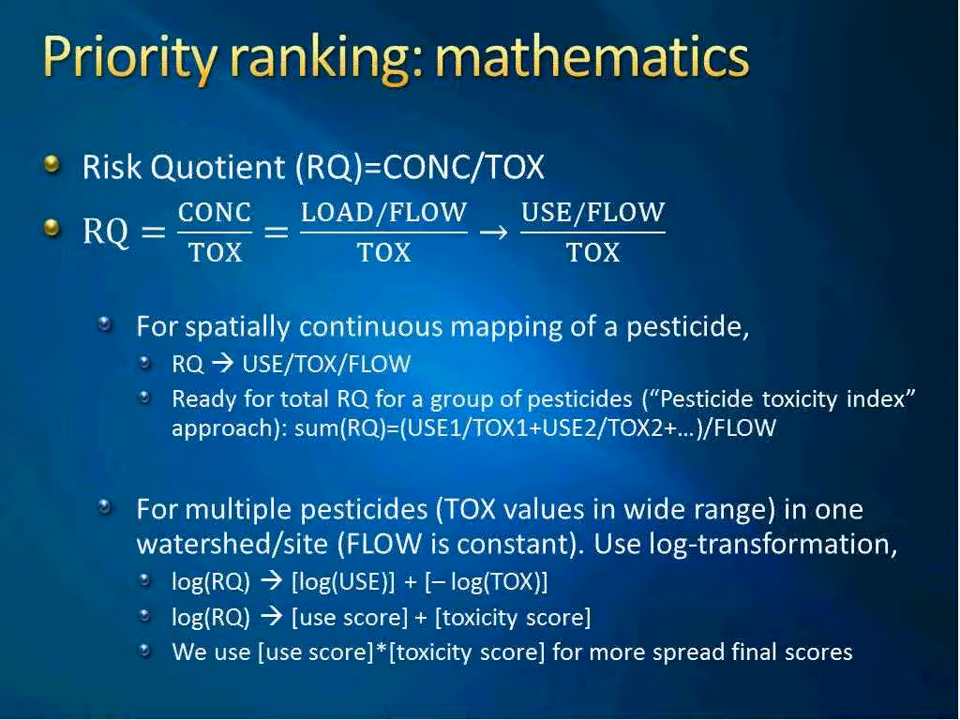 Priority ranking: mathematics
Risk Quotient (RQ)=CONC/TOX
RQ = CONC/TOX = LOAD/FLOW/TOX → USE/FLOW/TOX
For spatially continuous mapping of a pesticide,
RQ → USE/TOX/FLOW
Ready for total RQ for a group of pesticides (“Pesticide toxicity index”
approach): sum(RQ)=(USE1/TOX1+USE2/TOX2+…)/FLOW
For multiple pesticides (TOX values in wide range) in one
watershed/site (FLOW is constant). Use log-transformation,
log(RQ) → [log(USE)] + [– log(TOX)]
log(RQ) → [use score] + [toxicity score]
We use [use score]*[toxicity score] for more spread final scores